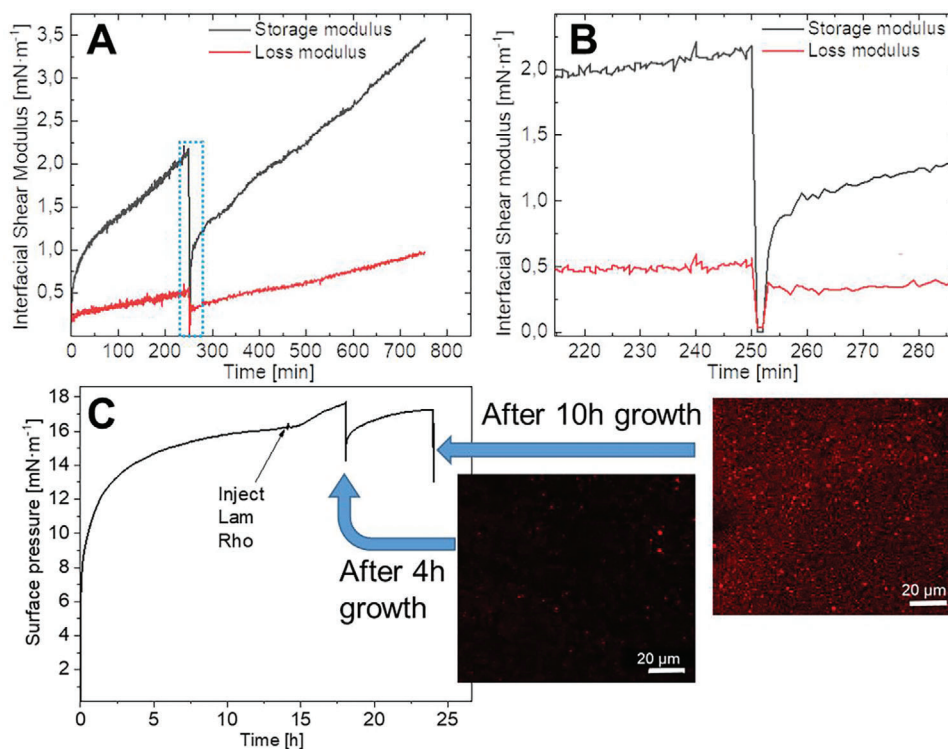 A
Storage modulus
Loss modulus
Interfacial Shear Modulus [mN·m⁻¹]
3,5
3,0
2,5
2,0
1,5
1,0
0,5
0 100 200 300 400 500 600 700 800
Time [min]
B
Storage modulus
Loss modulus
Interfacial Shear modulus [mN·m⁻¹]
2,0
1,5
1,0
0,5
0,0
220 230 240 250 260 270 280
Time [min]
C
Surface pressure [mN·m⁻¹]
18
16
14
12
10
8
6
4
2
0 5 10 15 20 25
Time [h]
Inject
Lam
Rho
After 4h
growth
After 10h growth
20 µm
20 µm